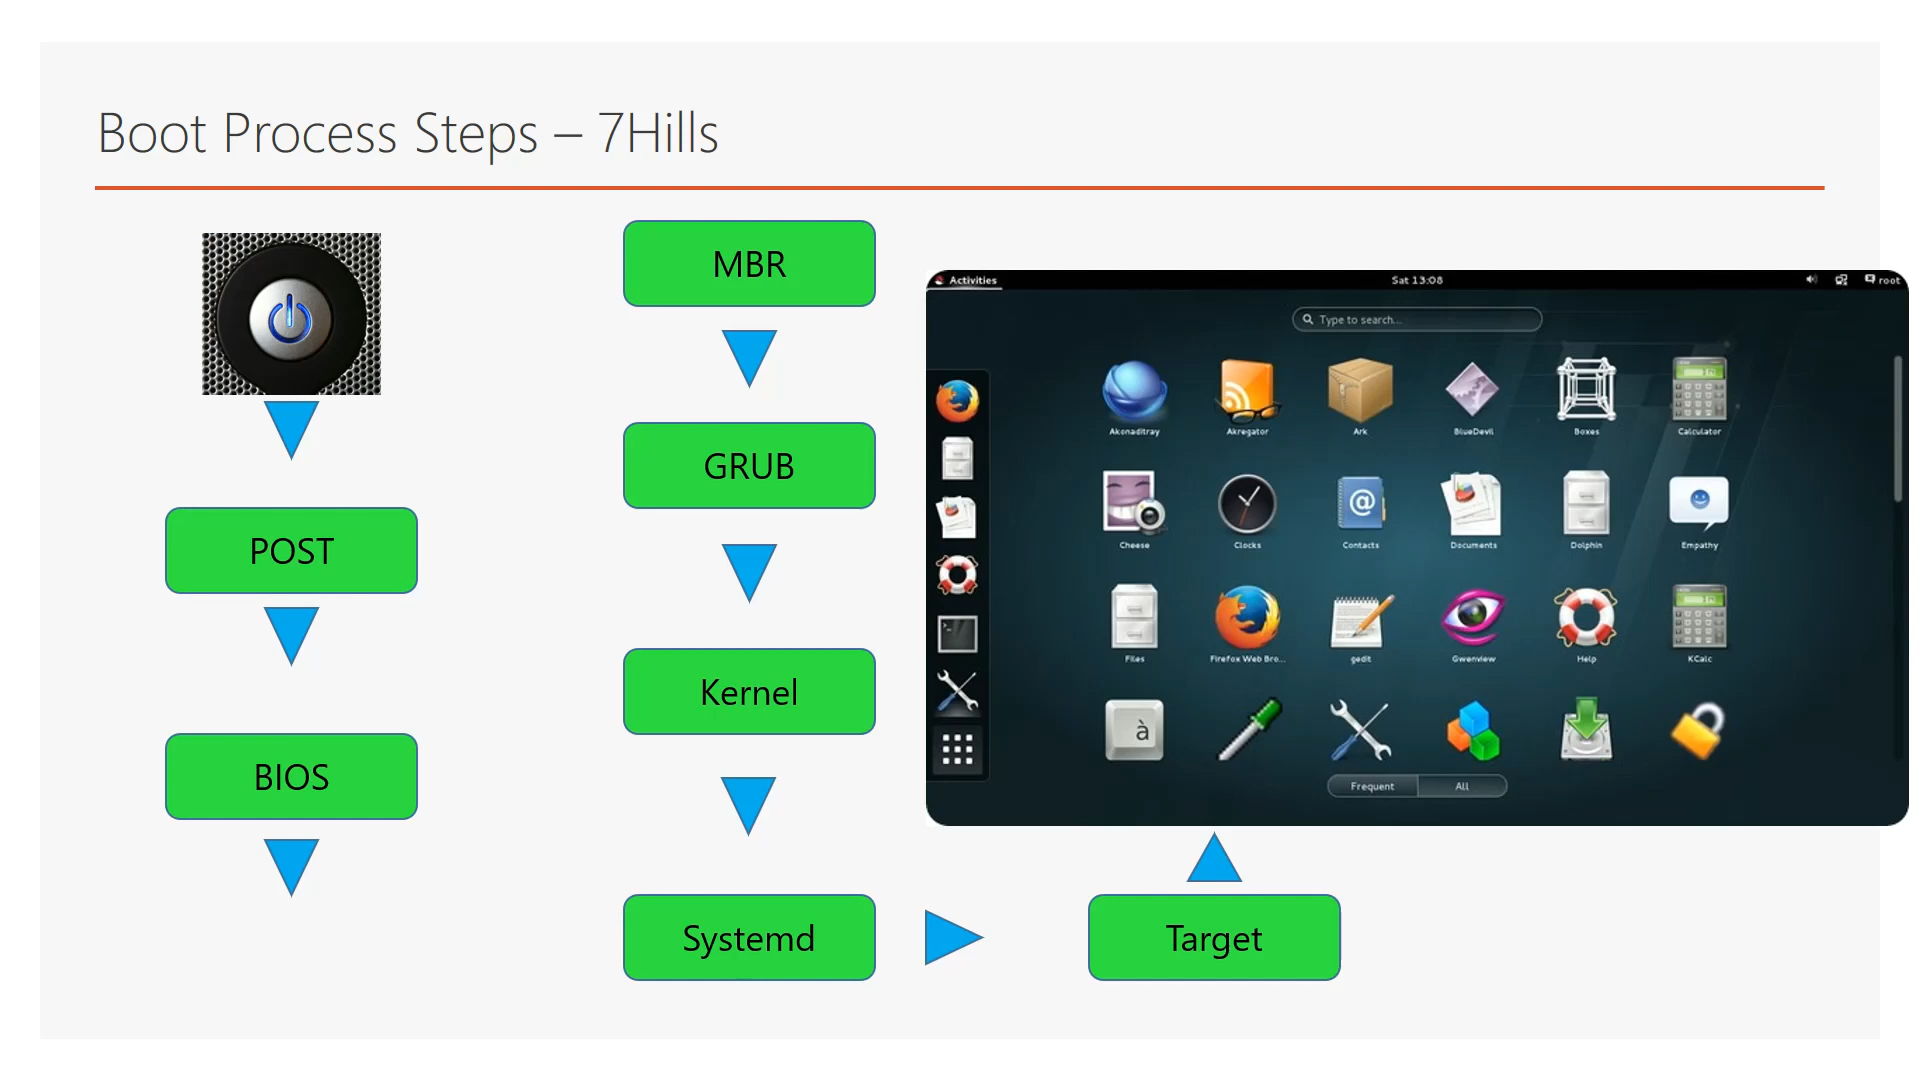 Boot Process Steps – 7Hills
POST
BIOS
MBR
GRUB
Kernel
Systemd
Target
Activities
Sat 13:08
root
Type to search...
Akonaditray
Akregator
Ark
BlueDevil
Boxes
Calculator
Cheese
Clocks
Contacts
Documents
Dolphin
Empathy
Files
Firefox Web Bro...
gedit
Gwenview
Help
KCalc
à
Frequent
All